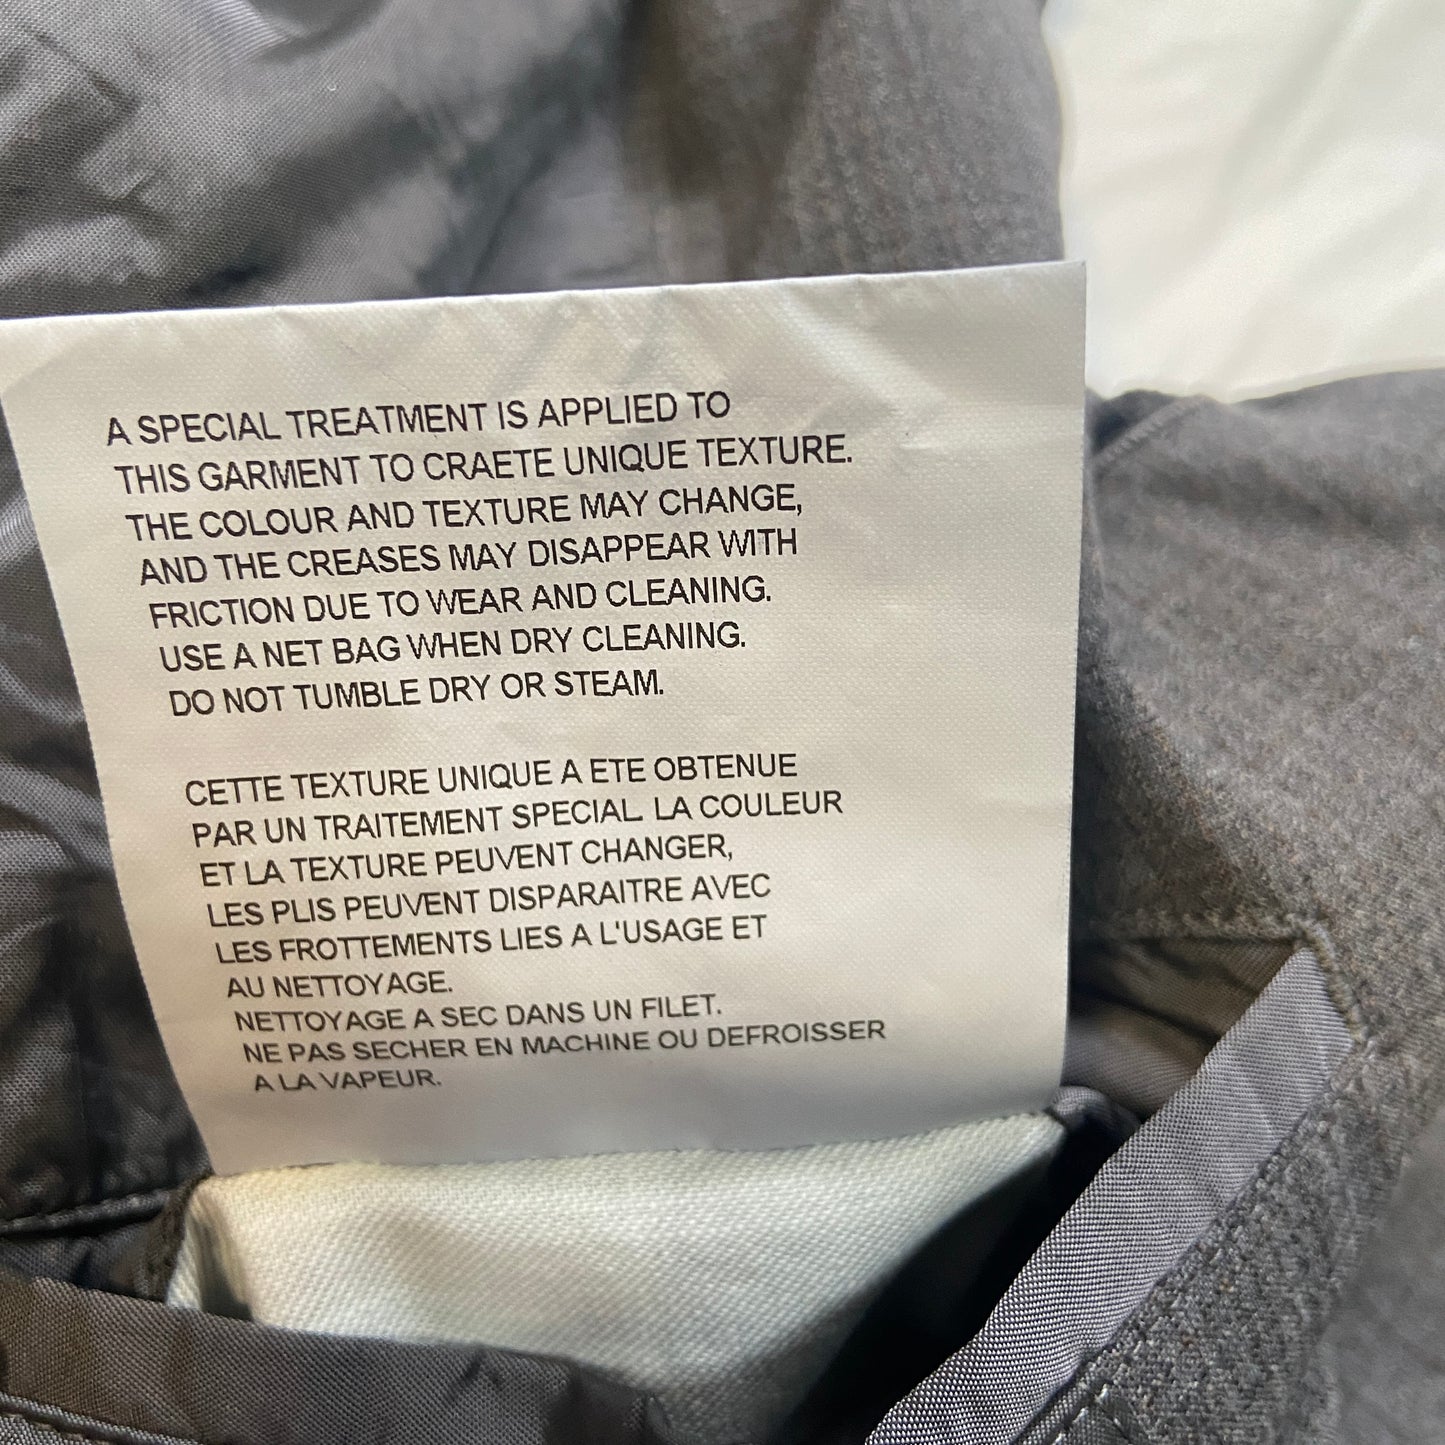 A SPECIAL TREATMENT IS APPLIED TO
THIS GARMENT TO CRAETE UNIQUE TEXTURE.
THE COLOUR AND TEXTURE MAY CHANGE,
AND THE CREASES MAY DISAPPEAR WITH
FRICTION DUE TO WEAR AND CLEANING.
USE A NET BAG WHEN DRY CLEANING.
DO NOT TUMBLE DRY OR STEAM.
CETTE TEXTURE UNIQUE A ETE OBTENUE
PAR UN TRAITEMENT SPECIAL. LA COULEUR
ET LA TEXTURE PEUVENT CHANGER,
LES PLIS PEUVENT DISPARAITRE AVEC
LES FROTTEMENTS LIES A L'USAGE ET
AU NETTOYAGE.
NETTOYAGE A SEC DANS UN FILET.
NE PAS SECHER EN MACHINE OU DEFROISSER
A LA VAPEUR.